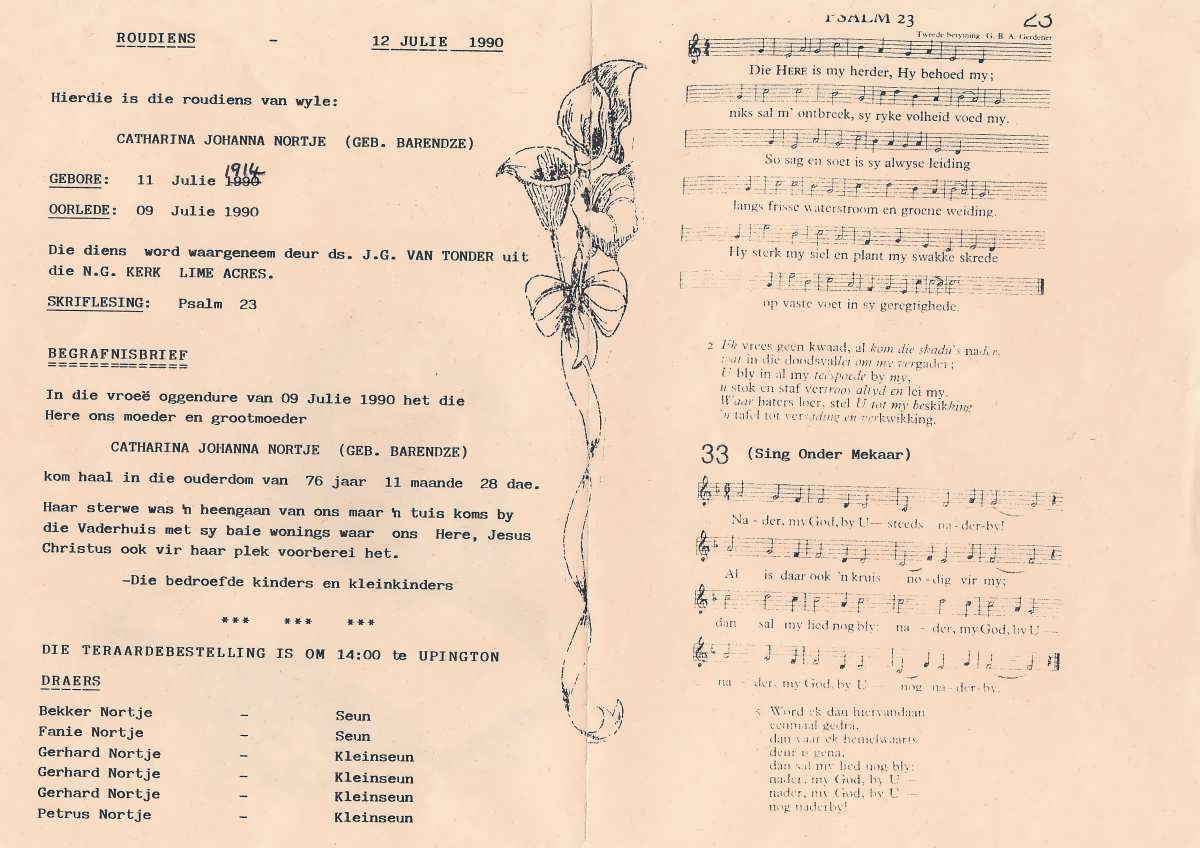 ROUDIENS - 12 JULIE 1990
Hierdie is die roudiens van wyle:
CATHARINA JOHANNA NORTJE (GEB. BARENDZE)
GEBORE: 11 Julie 1990 1914
OORLEDE: 09 Julie 1990
Die diens word waargeneem deur ds. J.G. VAN TONDER uit
die N.G. KERK LIME ACRES.
SKRIFLESING: Psalm 23
BEGRAFNISBRIEF
In die vroeë oggendure van 09 Julie 1990 het die
Here ons moeder en grootmoeder
CATHARINA JOHANNA NORTJE (GEB. BARENDZE)
kom haal in die ouderdom van 76 jaar 11 maande 28 dae.
Haar sterwe was 'n heengaan van ons maar 'n tuis koms by
die Vaderhuis met sy baie wonings waar ons Here, Jesus
Christus ook vir haar plek voorberei het.
-Die bedroefde kinders en kleinkinders
*** *** ***
DIE TERAARDEBESTELLING IS OM 14:00 te UPINGTON
DRAERS
Bekker Nortje - Seun
Fanie Nortje - Seun
Gerhard Nortje - Kleinseun
Gerhard Nortje - Kleinseun
Gerhard Nortje - Kleinseun
Petrus Nortje - Kleinseun
PSALM 23 23
Tweede beryming G. B. A. Gerdener
Die HERE is my herder, Hy behoed my;
niks sal m' ontbreek, sy ryke volheid voed my.
So sag en soet is sy alwyse leiding
langs frisse waterstroom en groene weiding.
Hy sterk my siel en plant my swakke skrede
op vaste voet in sy geregtighede.
2 Ek vrees geen kwaad, al kom die skadu's nader,
wat in die doodsvallei om my vergader;
U bly in al my teëspoede by my,
u stok en staf vertroos altyd en lei my.
Waar haters loer, stel U tot my beskikking
'n tafel tot versading en verkwikking.
33 (Sing Onder Mekaar)
Na - der, my God, by U — steeds na - der - by!
Al is daar ook 'n kruis no - dig vir my;
dan sal my lied nog bly: na - der, my God, by U —
na - der, my God, by U — nog na - der - by.
5 Word ek dan hiervandaan
eenmaal gedra,
dan vaar ek hemelwaarts
deur u gena,
dan sal my lied nog bly:
nader, my God, by U —
nader, my God, by U —
nog naderby!